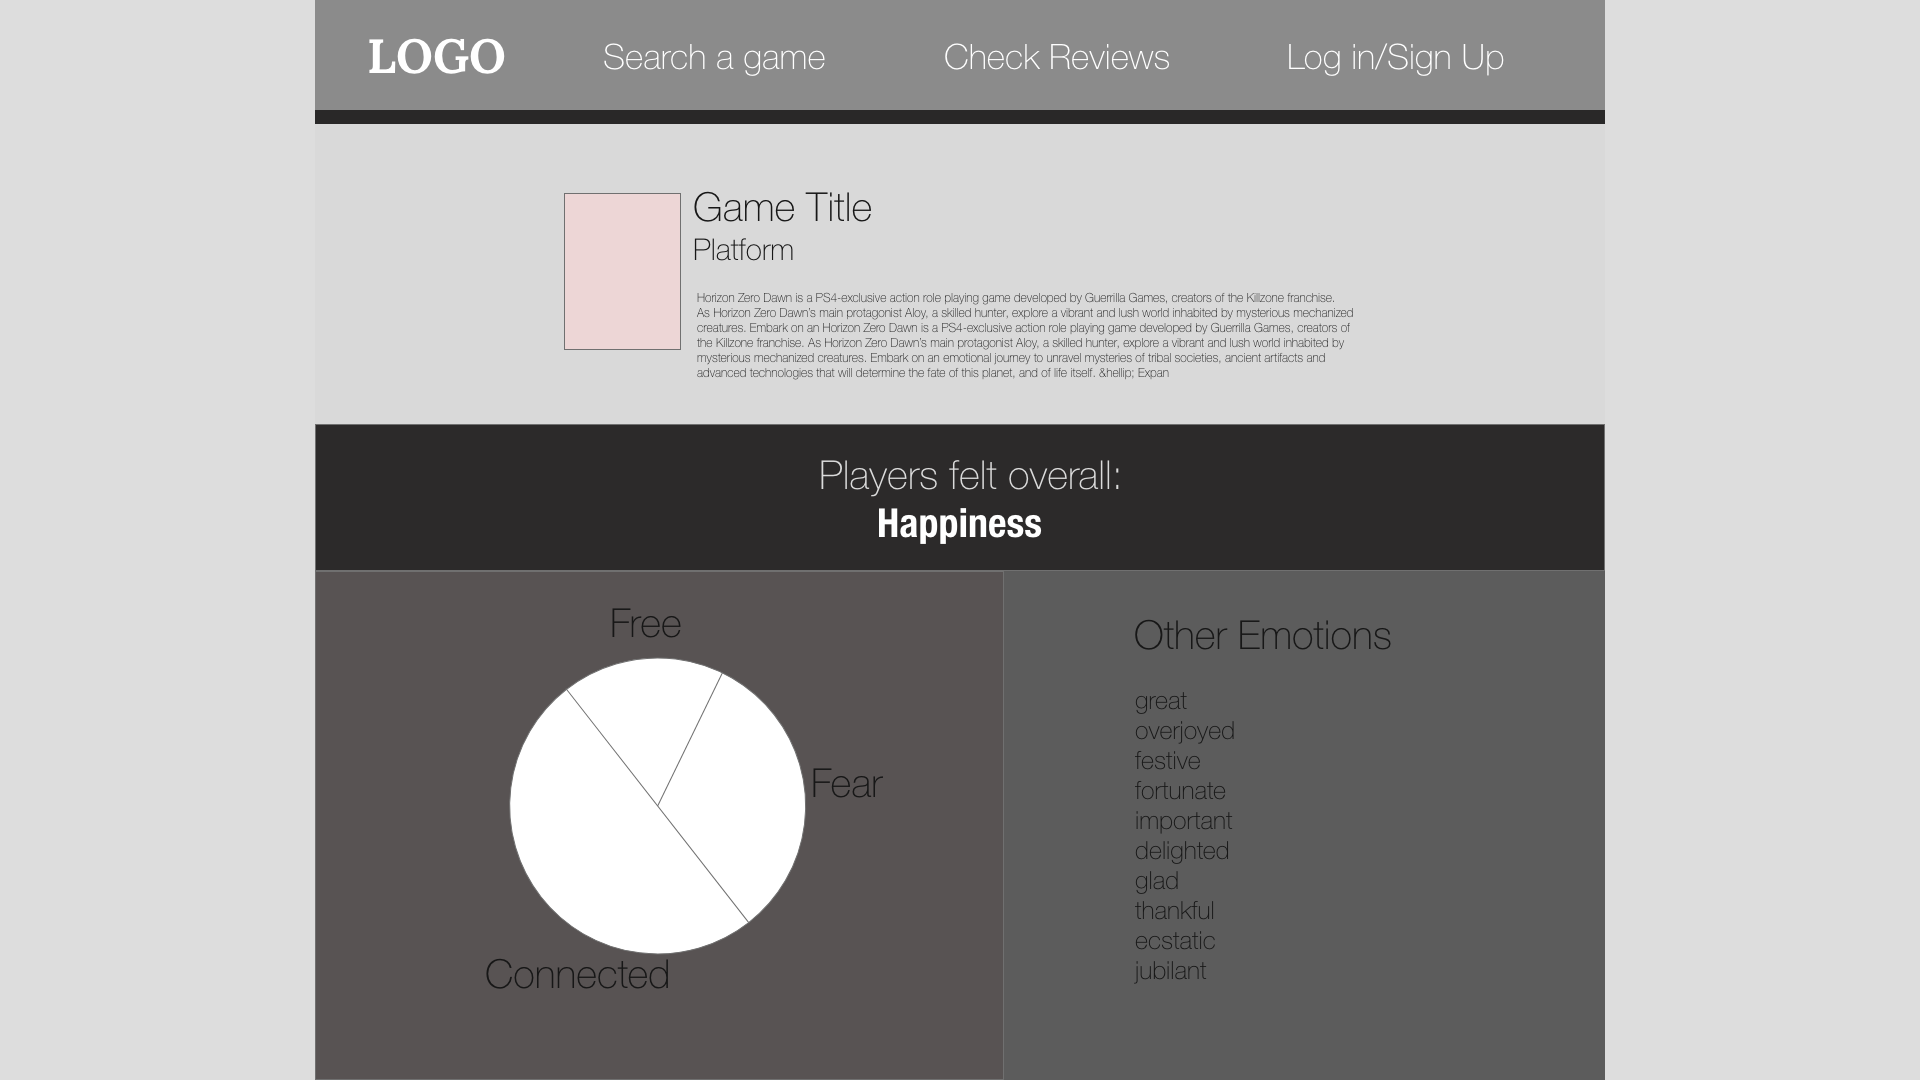 LOGO
Search a game
Check Reviews
Log in/Sign Up
Game Title
Platform
Horizon Zero Dawn is a PS4-exclusive action role playing game developed by Guerrilla Games, creators of the Killzone franchise.
As Horizon Zero Dawn's main protagonist Aloy, a skilled hunter, explore a vibrant and lush world inhabited by mysterious mechanized
creatures. Embark on an Horizon Zero Dawn is a PS4-exclusive action role playing game developed by Guerrilla Games, creators of
the Killzone franchise. As Horizon Zero Dawn's main protagonist Aloy, a skilled hunter, explore a vibrant and lush world inhabited by
mysterious mechanized creatures. Embark on an emotional journey to unravel mysteries of tribal societies, ancient artifacts and
advanced technologies that will determine the fate of this planet, and of life itself. &hellip; Expan
Players felt overall:
Happiness
Free
Fear
Connected
Other Emotions
great
overjoyed
festive
fortunate
important
delighted
glad
thankful
ecstatic
jubilant